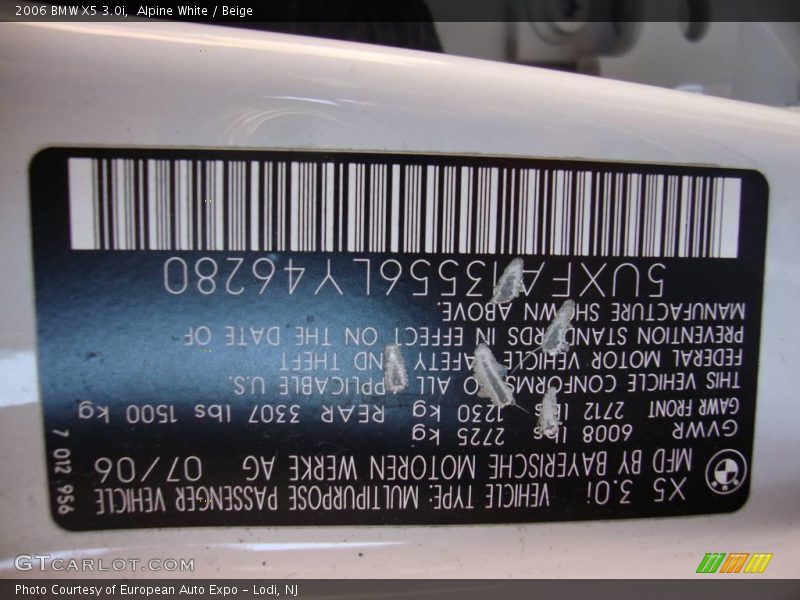 2006 BMW X5 3.0i, Alpine White / Beige
X5 3.0i VEHICLE TYPE: MULTIPURPOSE PASSENGER VEHICLE
MFD BY BAYERISCHE MOTOREN WERKE AG 07/06
GVWR 6008 lbs 2725 kg
GAWR FRONT 2712 lbs 1230 kg REAR 3307 lbs 1500 kg
THIS VEHICLE CONFORMS TO ALL APPLICABLE U.S.
FEDERAL MOTOR VEHICLE SAFETY AND THEFT
PREVENTION STANDARDS IN EFFECT ON THE DATE OF
MANUFACTURE SHOWN ABOVE.
5UXFA13556LY46280
7 012 956
GTCARLOT.COM
Photo Courtesy of European Auto Expo - Lodi, NJ